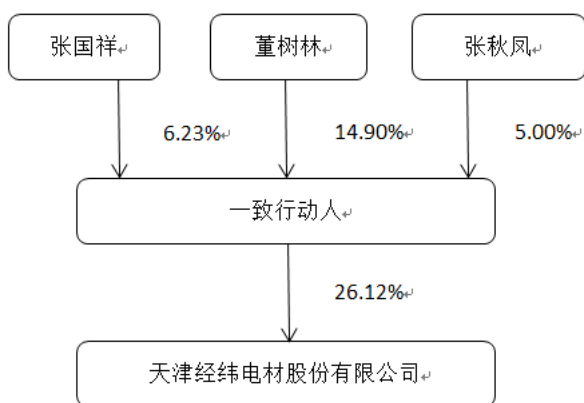 张国祥
董树林
张秋凤
6.23%
14.90%
5.00%
一致行动人
26.12%
天津经纬电材股份有限公司